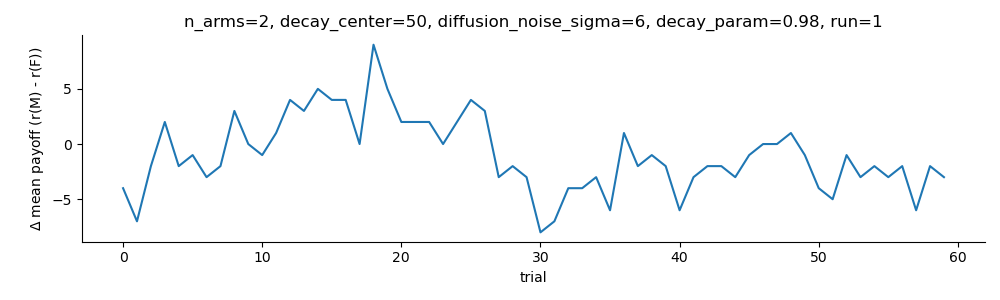 n_arms=2, decay_center=50, diffusion_noise_sigma=6, decay_param=0.98, run=1
Δ mean payoff (r(M) - r(F))
5
0
−5
0 10 20 30 40 50 60
trial